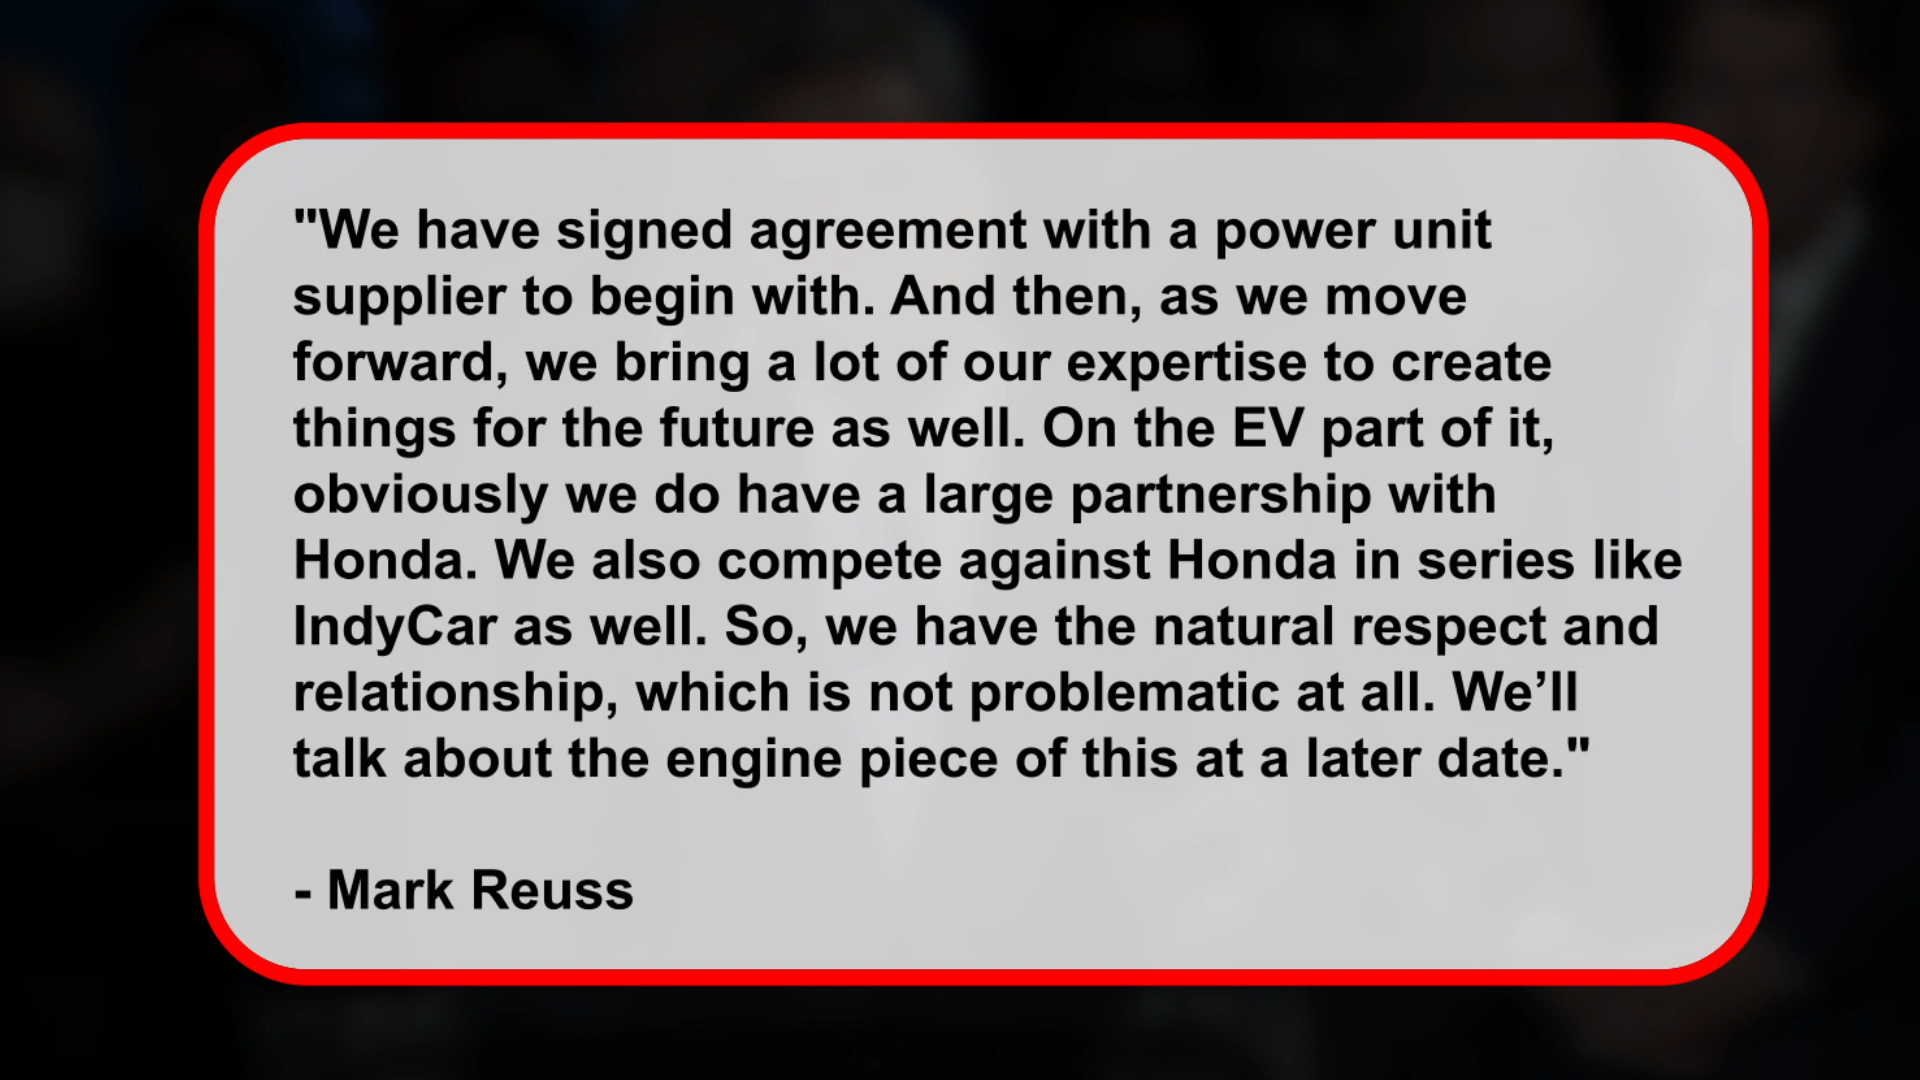 "We have signed agreement with a power unit
supplier to begin with. And then, as we move
forward, we bring a lot of our expertise to create
things for the future as well. On the EV part of it,
obviously we do have a large partnership with
Honda. We also compete against Honda in series like
IndyCar as well. So, we have the natural respect and
relationship, which is not problematic at all. We’ll
talk about the engine piece of this at a later date."
- Mark Reuss